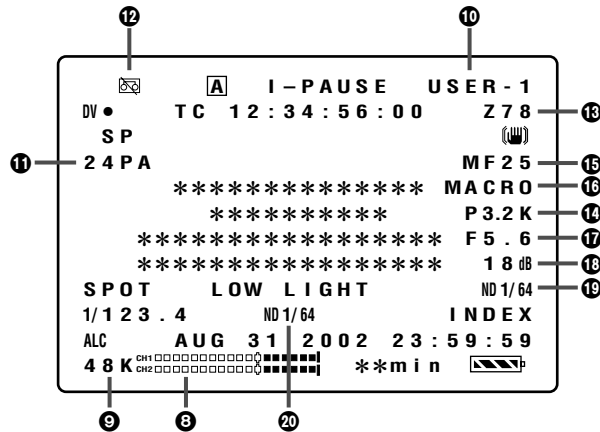 ⓬ ❿
A I-PAUSE USER-1
DV ● TC 12:34:56:00 Z78 ⓭
SP
⓫ 24PA MF25 ⓯
************** MACRO ⓰
********** P3.2K ⓮
***************** F5.6 ⓱
***************** 18dB ⓲
SPOT LOW LIGHT ND1/64 ⓳
1/123.4 ND1/64 INDEX
ALC AUG 31 2002 23:59:59
48K CH1
CH2 **min
❾ ❽ ⓴